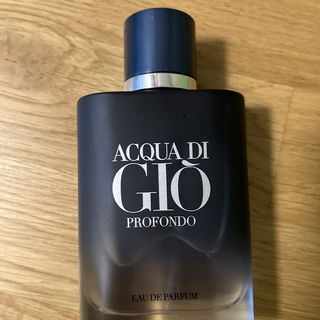 ACQUA DI
GIÒ
PROFONDO
EAU DE PARFUM